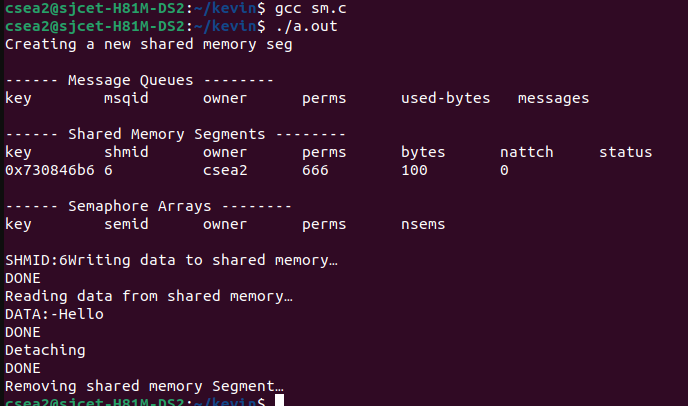 csea2@sjcet-H81M-DS2:~/kevin$ gcc sm.c
csea2@sjcet-H81M-DS2:~/kevin$ ./a.out
Creating a new shared memory seg
------ Message Queues --------
key        msqid      owner      perms      used-bytes   messages
------ Shared Memory Segments --------
key        shmid      owner      perms      bytes      nattch     status
0x730846b6 6          csea2      666        100        0
------ Semaphore Arrays --------
key        semid      owner      perms      nsems
SHMID:6Writing data to shared memory…
DONE
Reading data from shared memory…
DATA:-Hello
DONE
Detaching
DONE
Removing shared memory Segment…
csea2@sjcet-H81M-DS2:~/kevin$